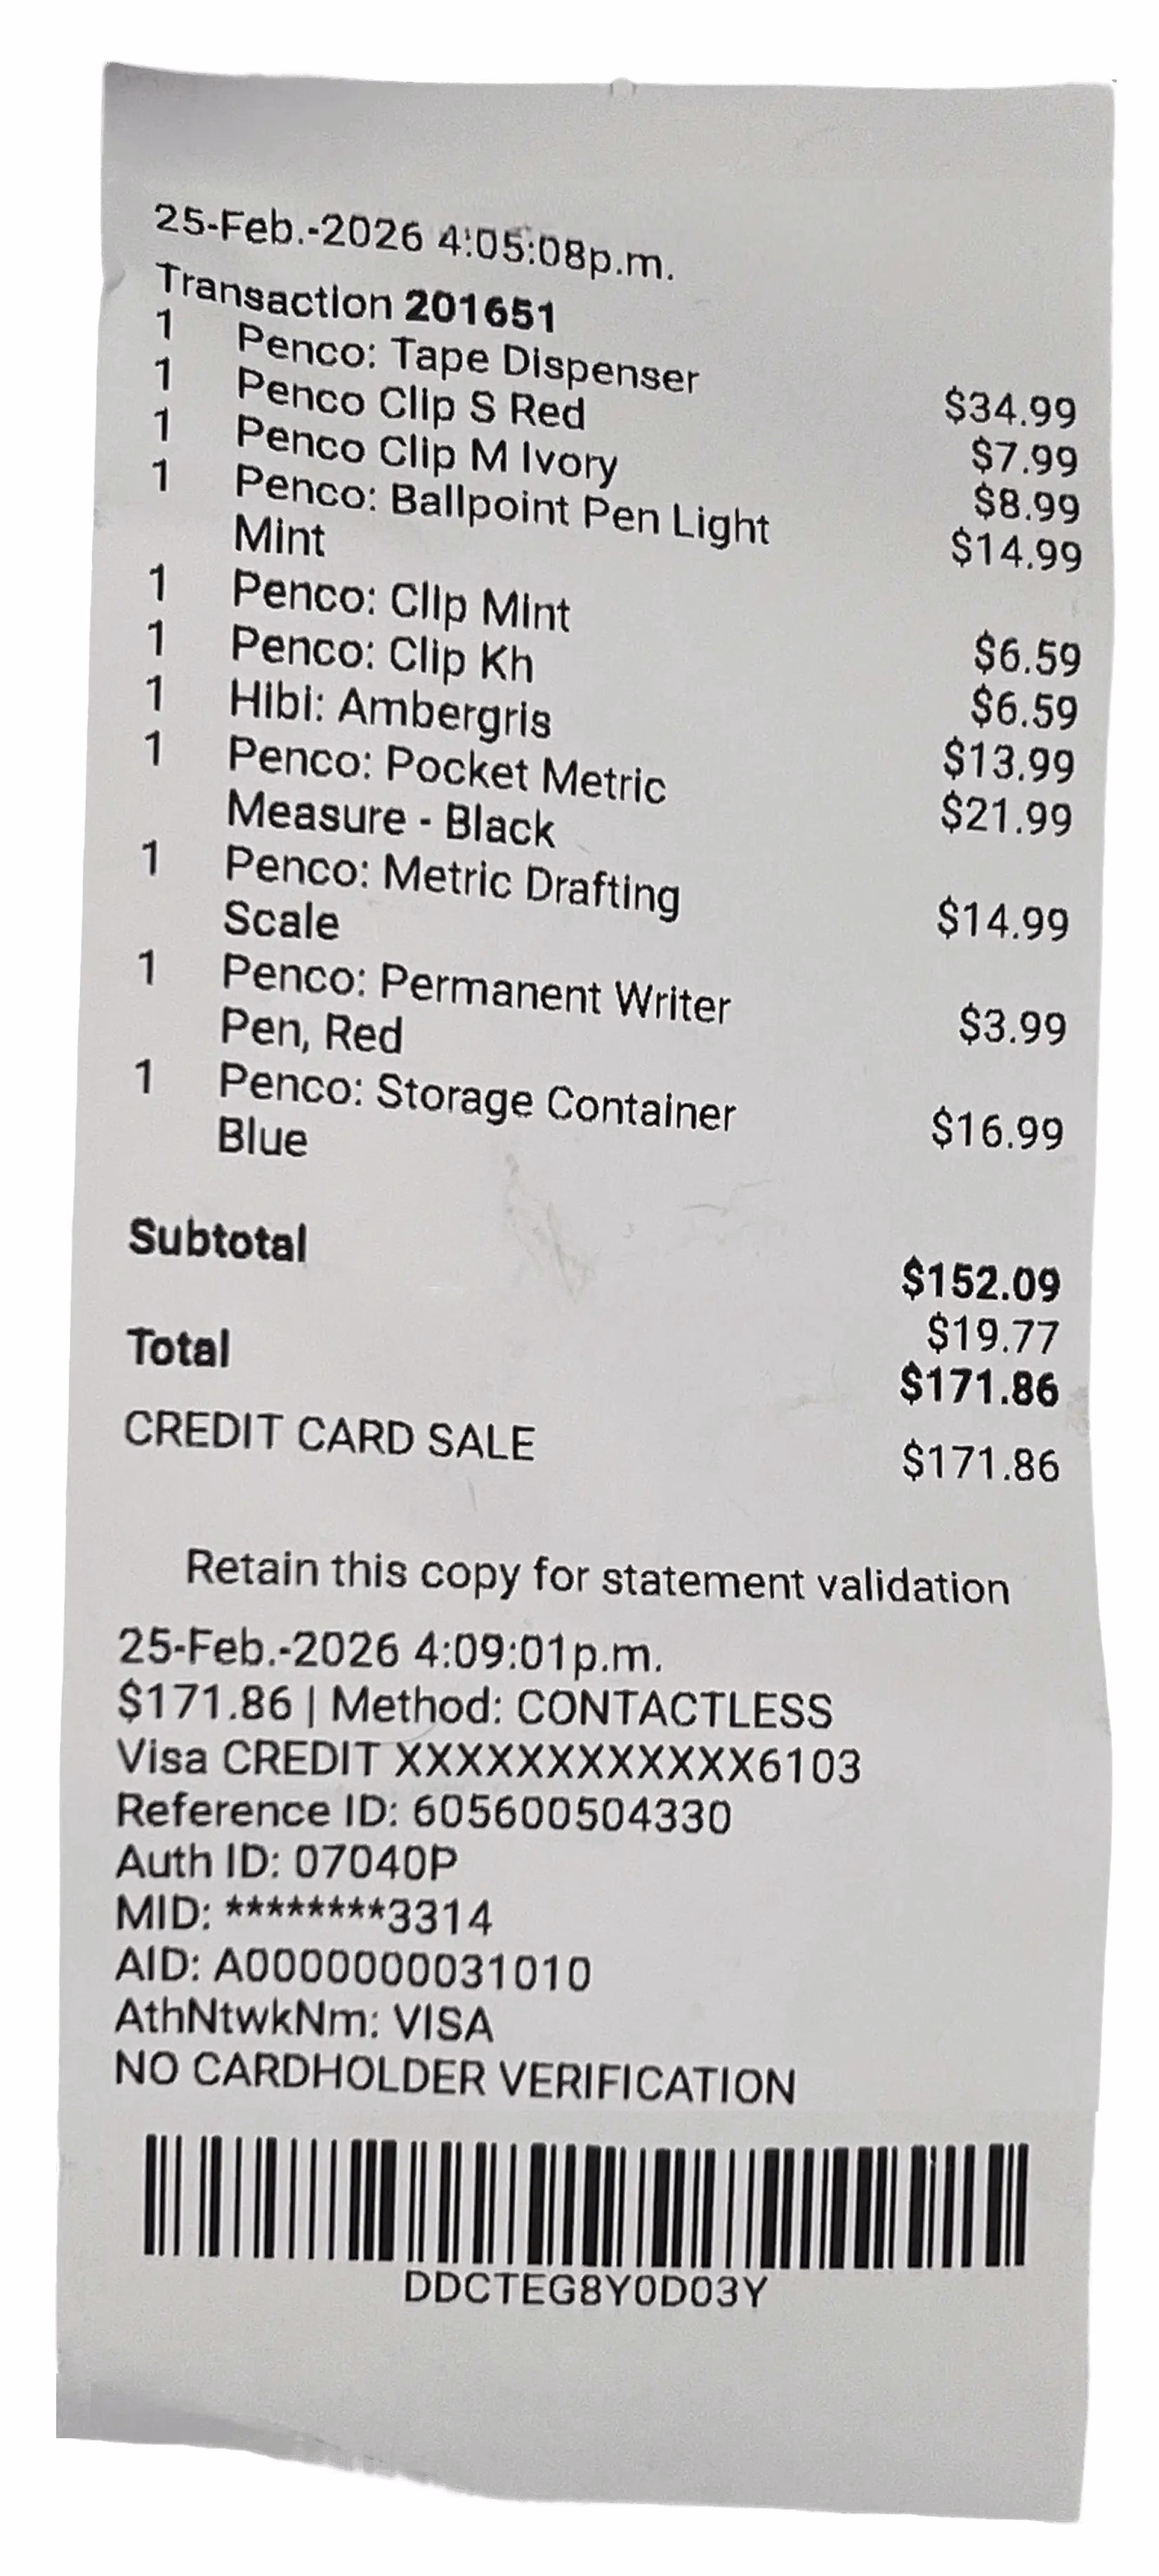 25-Feb.-2026 4:05:08p.m.
Transaction 201651
1 Penco: Tape Dispenser $34.99
1 Penco Clip S Red $7.99
1 Penco Clip M Ivory $8.99
1 Penco: Ballpoint Pen Light $14.99
Mint
1 Penco: Clip Mint $6.59
1 Penco: Clip Kh $6.59
1 Hibi: Ambergris $13.99
1 Penco: Pocket Metric $21.99
Measure - Black
1 Penco: Metric Drafting $14.99
Scale
1 Penco: Permanent Writer $3.99
Pen, Red
1 Penco: Storage Container $16.99
Blue
Subtotal $152.09
$19.77
Total $171.86
CREDIT CARD SALE $171.86
Retain this copy for statement validation
25-Feb.-2026 4:09:01p.m.
$171.86 | Method: CONTACTLESS
Visa CREDIT XXXXXXXXXXXX6103
Reference ID: 605600504330
Auth ID: 07040P
MID: ********3314
AID: A0000000031010
AthNtwkNm: VISA
NO CARDHOLDER VERIFICATION
DDCTEG8Y0D03Y